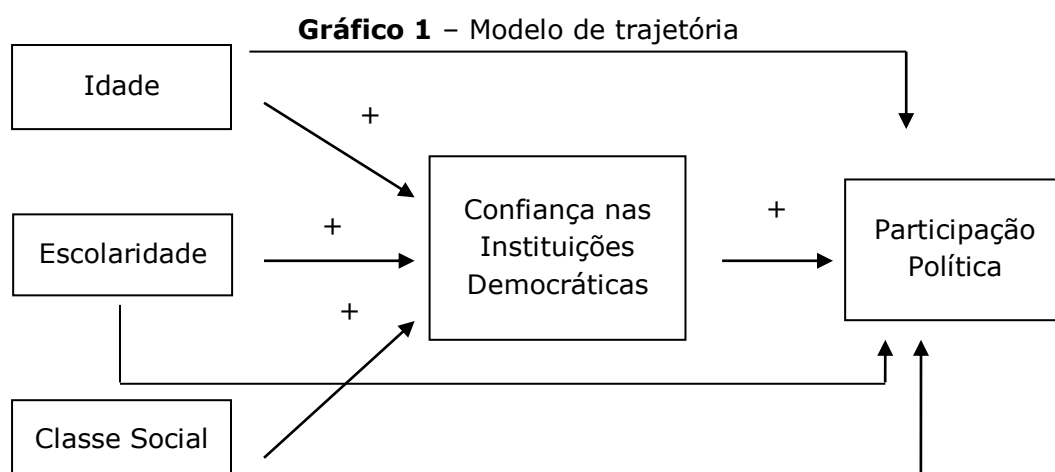 Gráfico 1 – Modelo de trajetória
Idade
+
Escolaridade
+
+
Classe Social
Confiança nas
Instituições
Democráticas
+
Participação
Política